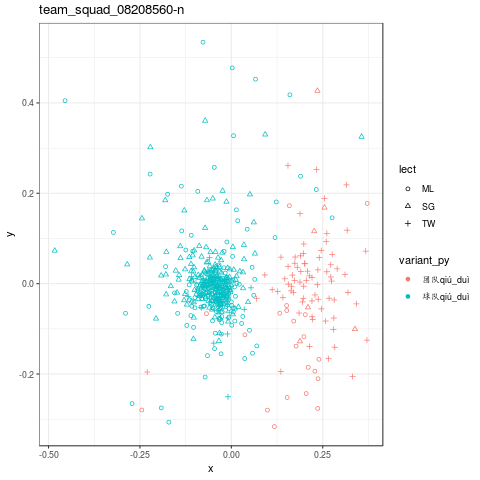 team_squad_08208560-n
0.4
0.2
0.0
-0.2
y
-0.50
-0.25
0.00
0.25
x
lect
ML
SG
TW
variant_py
qiú_duì
球队qiú_duì